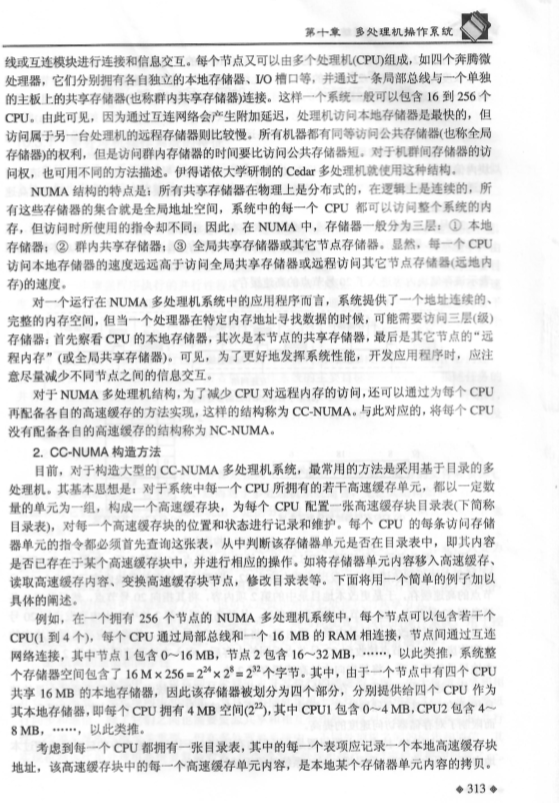 第十章 多处理机操作系统
线或互连模块进行连接和信息交互。每个节点又可以由多个处理机(CPU)组成，如四个奔腾微
处理器，它们分别拥有各自独立的本地存储器、I/O 槽口等，并通过一条局部总线与一个单独
的主板上的共享存储器(也称群内共享存储器)连接。这样一个系统一般可以包含 16 到 256 个
CPU。由此可见，因为通过互连网络会产生附加延迟，处理机访问本地存储器是最快的，但
访问属于另一台处理机的远程存储器则比较慢。所有机器都有同等访问公共存储器(也称全局
存储器)的权利，但是访问群内存储器的时间要比访问公共存储器短。对于机群间存储器的访
问权，也可用不同的方法描述。伊得诺依大学研制的 Cedar 多处理机就使用这种结构。
NUMA 结构的特点是：所有共享存储器在物理上是分布式的，在逻辑上是连续的，所
有这些存储器的集合就是全局地址空间，系统中的每一个 CPU 都可以访问整个系统的内
存，但访问时所使用的指令却不同；因此，在 NUMA 中，存储器一般分为三层：① 本地
存储器；② 群内共享存储器；③ 全局共享存储器或其它节点存储器。显然，每一个 CPU
访问本地存储器的速度远远高于访问全局共享存储器或远程访问其它节点存储器(远地内
存)的速度。
对一个运行在 NUMA 多处理机系统中的应用程序而言，系统提供了一个地址连续的、
完整的内存空间，但当一个处理器在特定内存地址寻找数据的时候，可能需要访问三层(级)
存储器：首先察看 CPU 的本地存储器，其次是本节点的共享存储器，最后是其它节点的“远
程内存”(或全局共享存储器)。可见，为了更好地发挥系统性能，开发应用程序时，应注
意尽量减少不同节点之间的信息交互。
对于 NUMA 多处理机结构，为了减少 CPU 对远程内存的访问，还可以通过为每个 CPU
再配备各自的高速缓存的方法实现，这样的结构称为 CC-NUMA。与此对应的，将每个 CPU
没有配备各自的高速缓存的结构称为 NC-NUMA。
2. CC-NUMA 构造方法
目前，对于构造大型的 CC-NUMA 多处理机系统，最常用的方法是采用基于目录的多
处理机。其基本思想是：对于系统中每一个 CPU 所拥有的若干高速缓存单元，都以一定数
量的单元为一组，构成一个高速缓存块，为每个 CPU 配置一张高速缓存块目录表(下简称
目录表)，对每一个高速缓存块的位置和状态进行记录和维护。每个 CPU 的每条访问存储
器单元的指令都必须首先查询这张表，从中判断该存储器单元是否在目录表中，即其内容
是否已存在于某个高速缓存块中，并进行相应的操作。如将存储器单元内容移入高速缓存、
读取高速缓存内容、变换高速缓存块节点，修改目录表等。下面将用一个简单的例子加以
具体的阐述。
例如，在一个拥有 256 个节点的 NUMA 多处理机系统中，每个节点可以包含若干个
CPU(1 到 4 个)，每个 CPU 通过局部总线和一个 16 MB 的 RAM 相连接，节点间通过互连
网络连接，其中节点 1 包含 0～16 MB，节点 2 包含 16～32 MB，……，以此类推，系统整
个存储器空间包含了 16 M × 256 = 2²⁴ × 2⁸ = 2³² 个字节。其中，由于一个节点中有四个 CPU
共享 16 MB 的本地存储器，因此该存储器被划分为四个部分，分别提供给四个 CPU 作为
其本地存储器，即每个 CPU 拥有 4 MB 空间(2²²)，其中 CPU1 包含 0～4 MB，CPU2 包含 4～
8 MB，……，以此类推。
考虑到每一个 CPU 都拥有一张目录表，其中的每一个表项应记录一个本地高速缓存块
地址，该高速缓存块中的每一个高速缓存单元内容，是本地某个存储器单元内容的拷贝。
◆ 313 ◆